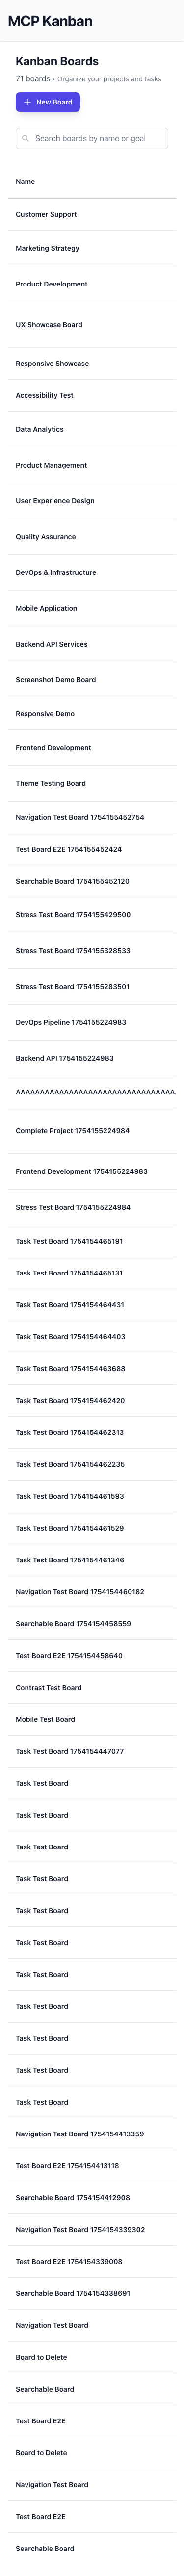 MCP Kanban
Kanban Boards
71 boards • Organize your projects and tasks
New Board
Search boards by name or goal
Name
Customer Support
Marketing Strategy
Product Development
UX Showcase Board
Responsive Showcase
Accessibility Test
Data Analytics
Product Management
User Experience Design
Quality Assurance
DevOps & Infrastructure
Mobile Application
Backend API Services
Screenshot Demo Board
Responsive Demo
Frontend Development
Theme Testing Board
Navigation Test Board 1754155452754
Test Board E2E 1754155452424
Searchable Board 1754155452120
Stress Test Board 1754155429500
Stress Test Board 1754155328533
Stress Test Board 1754155283501
DevOps Pipeline 1754155224983
Backend API 1754155224983
AAAAAAAAAAAAAAAAAAAAAAAAAAAAAAAAA
Complete Project 1754155224984
Frontend Development 1754155224983
Stress Test Board 1754155224984
Task Test Board 1754154465191
Task Test Board 1754154465131
Task Test Board 1754154464431
Task Test Board 1754154464403
Task Test Board 1754154463688
Task Test Board 1754154462420
Task Test Board 1754154462313
Task Test Board 1754154462235
Task Test Board 1754154461593
Task Test Board 1754154461529
Task Test Board 1754154461346
Navigation Test Board 1754154460182
Searchable Board 1754154458559
Test Board E2E 1754154458640
Contrast Test Board
Mobile Test Board
Task Test Board 1754154447077
Task Test Board
Task Test Board
Task Test Board
Task Test Board
Task Test Board
Task Test Board
Task Test Board
Task Test Board
Task Test Board
Task Test Board
Task Test Board
Navigation Test Board 1754154413359
Test Board E2E 1754154413118
Searchable Board 1754154412908
Navigation Test Board 1754154339302
Test Board E2E 1754154339008
Searchable Board 1754154338691
Navigation Test Board
Board to Delete
Searchable Board
Test Board E2E
Board to Delete
Navigation Test Board
Test Board E2E
Searchable Board